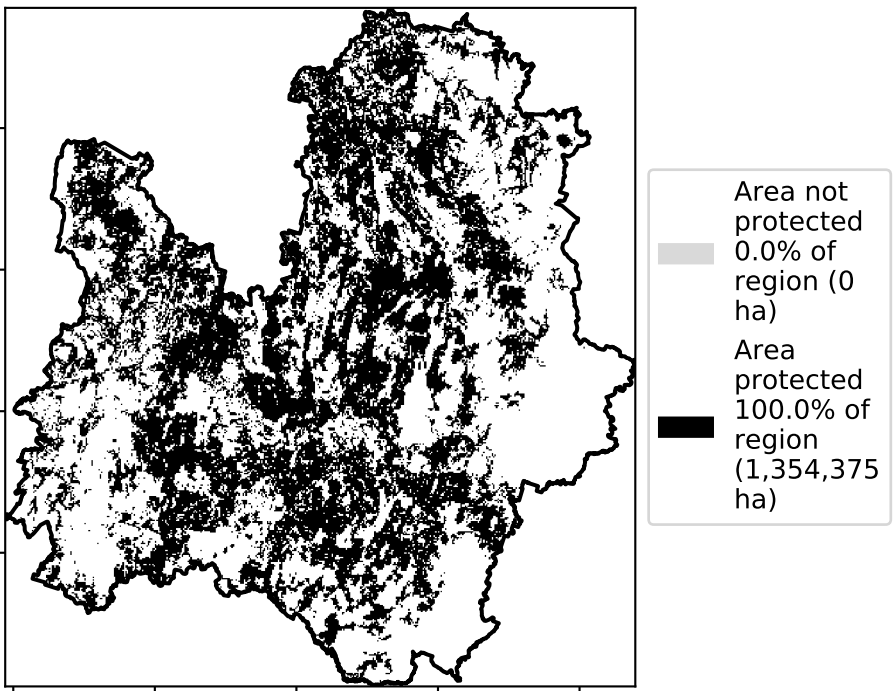 Area not
protected
0.0% of
region (0
ha)
Area
protected
100.0% of
region
(1,354,375
ha)